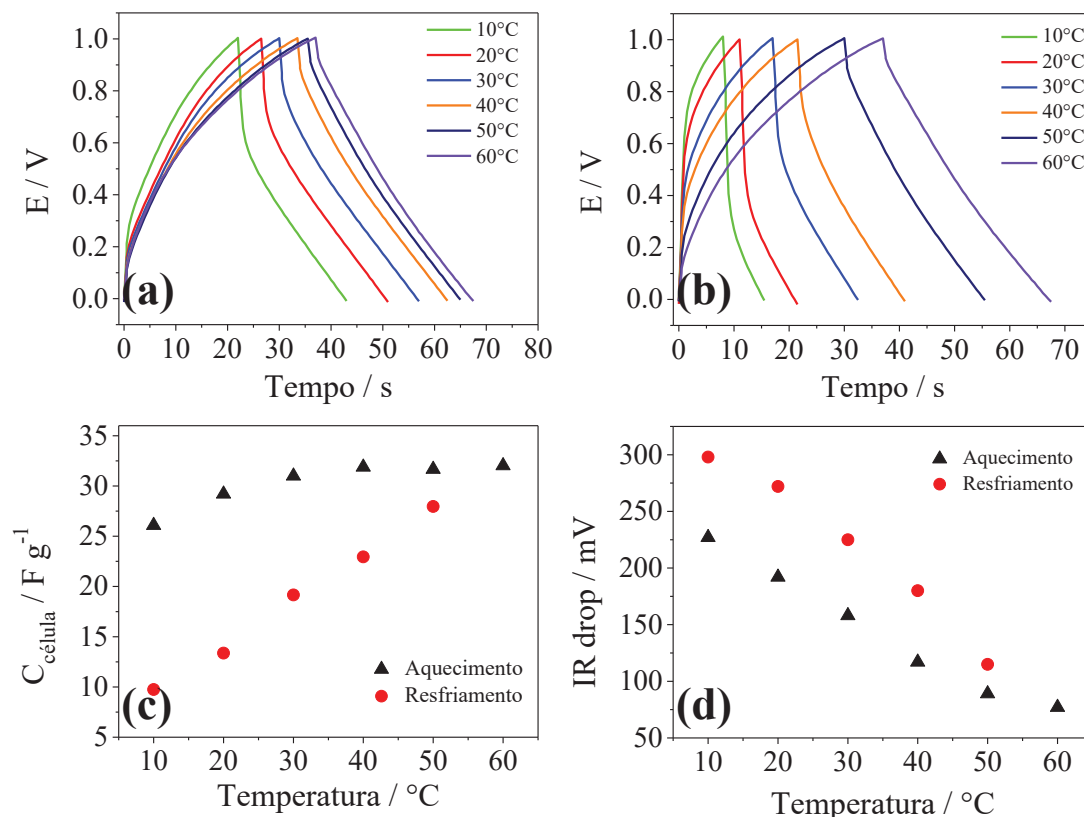 1.0
0.8
0.6
0.4
0.2
0.0
E / V
10°C
20°C
30°C
40°C
50°C
60°C
(a)
0 10 20 30 40 50 60 70 80
Tempo / s
1.0
0.8
0.6
0.4
0.2
0.0
E / V
10°C
20°C
30°C
40°C
50°C
60°C
(b)
0 10 20 30 40 50 60 70
Tempo / s
35
30
25
20
15
10
5
C célula / F g-1
Aquecimento
Resfriamento
(c)
10 20 30 40 50 60
Temperatura / °C
300
250
200
150
100
50
IR drop / mV
Aquecimento
Resfriamento
(d)
10 20 30 40 50 60
Temperatura / °C